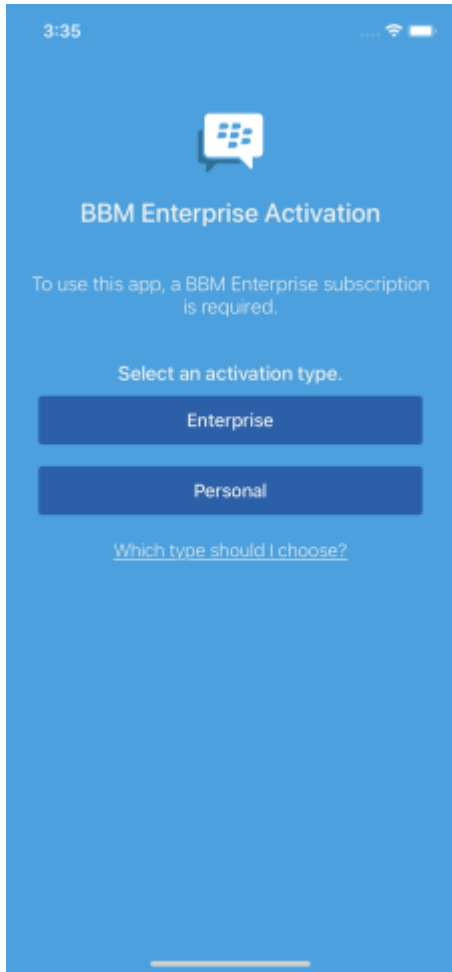 3:35
BBM Enterprise Activation
To use this app, a BBM Enterprise subscription
is required.
Select an activation type.
Enterprise
Personal
Which type should I choose?